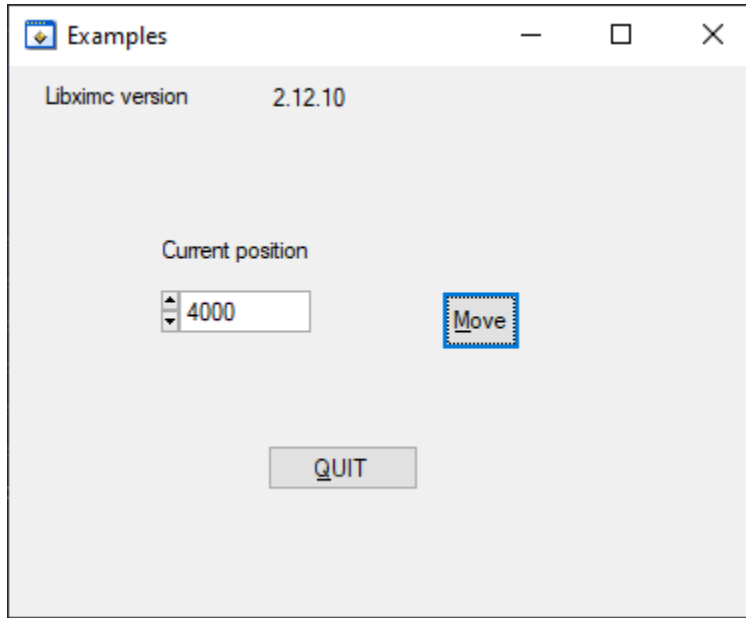 Examples
Libximc version 2.12.10
Current position
4000
Move
QUIT